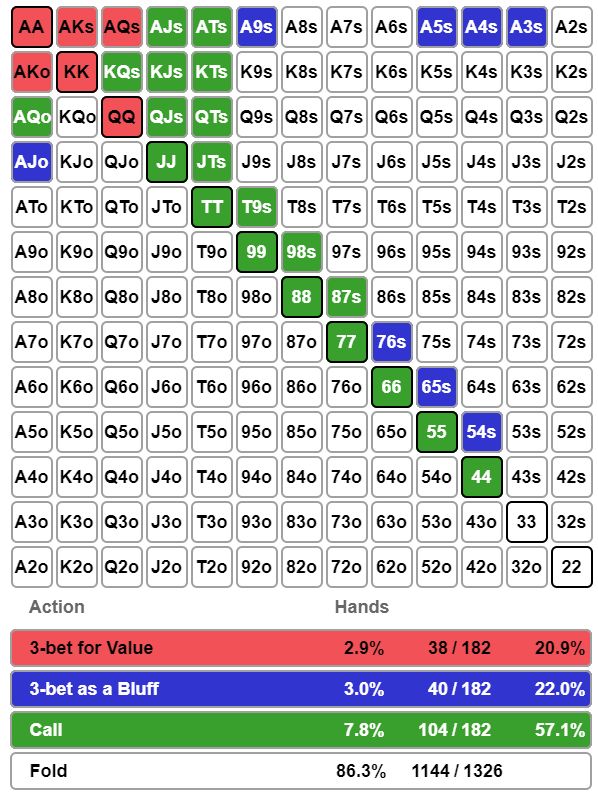 AA AKs AQs AJs ATs A9s A8s A7s A6s A5s A4s A3s A2s
AKo KK KQs KJs KTs K9s K8s K7s K6s K5s K4s K3s K2s
AQo KQo QQ QJs QTs Q9s Q8s Q7s Q6s Q5s Q4s Q3s Q2s
AJo KJo QJo JJ JTs J9s J8s J7s J6s J5s J4s J3s J2s
ATo KTo QTo JTo TT T9s T8s T7s T6s T5s T4s T3s T2s
A9o K9o Q9o J9o T9o 99 98s 97s 96s 95s 94s 93s 92s
A8o K8o Q8o J8o T8o 98o 88 87s 86s 85s 84s 83s 82s
A7o K7o Q7o J7o T7o 97o 87o 77 76s 75s 74s 73s 72s
A6o K6o Q6o J6o T6o 96o 86o 76o 66 65s 64s 63s 62s
A5o K5o Q5o J5o T5o 95o 85o 75o 65o 55 54s 53s 52s
A4o K4o Q4o J4o T4o 94o 84o 74o 64o 54o 44 43s 42s
A3o K3o Q3o J3o T3o 93o 83o 73o 63o 53o 43o 33 32s
A2o K2o Q2o J2o T2o 92o 82o 72o 62o 52o 42o 32o 22
Action Hands
3-bet for Value 2.9% 38 / 182 20.9%
3-bet as a Bluff 3.0% 40 / 182 22.0%
Call 7.8% 104 / 182 57.1%
Fold 86.3% 1144 / 1326